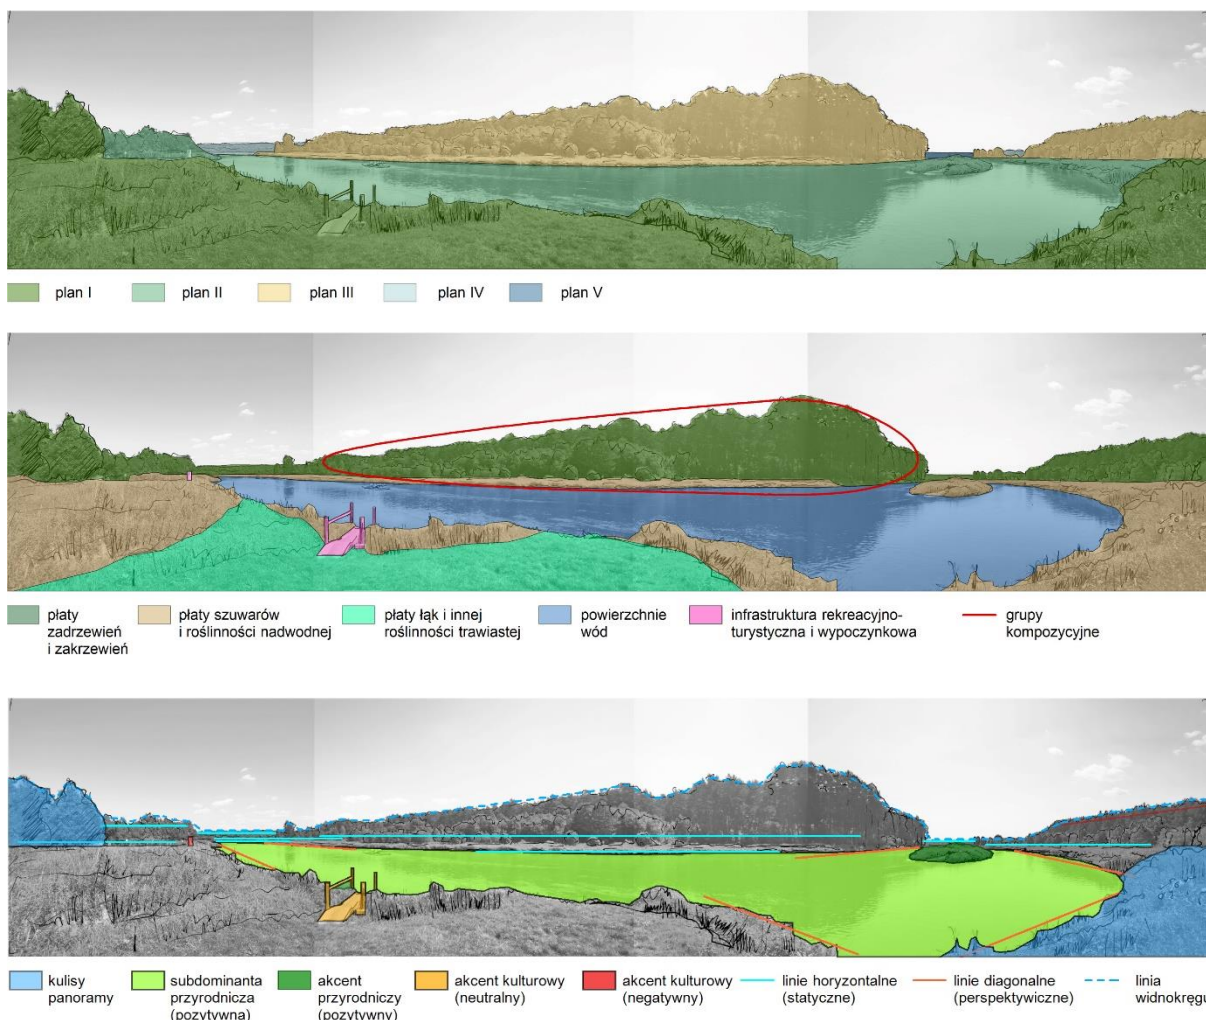 plan I plan II plan III plan IV plan V
płaty płaty szuwarów płaty łąk i innej powierzchnie infrastruktura rekreacyjno- grupy
zadrzewień i roślinności nadwodnej roślinności trawiastej wód turystyczna i wypoczynkowa kompozycyjne
i zakrzewień
kulisy subdominanta akcent akcent kulturowy akcent kulturowy linie horyzontalne linie diagonalne linia
panoramy przyrodnicza przyrodniczy (neutralny) (negatywny) (statyczne) (perspektywiczne) widnokręgu
(pozytywna) (pozytywny)